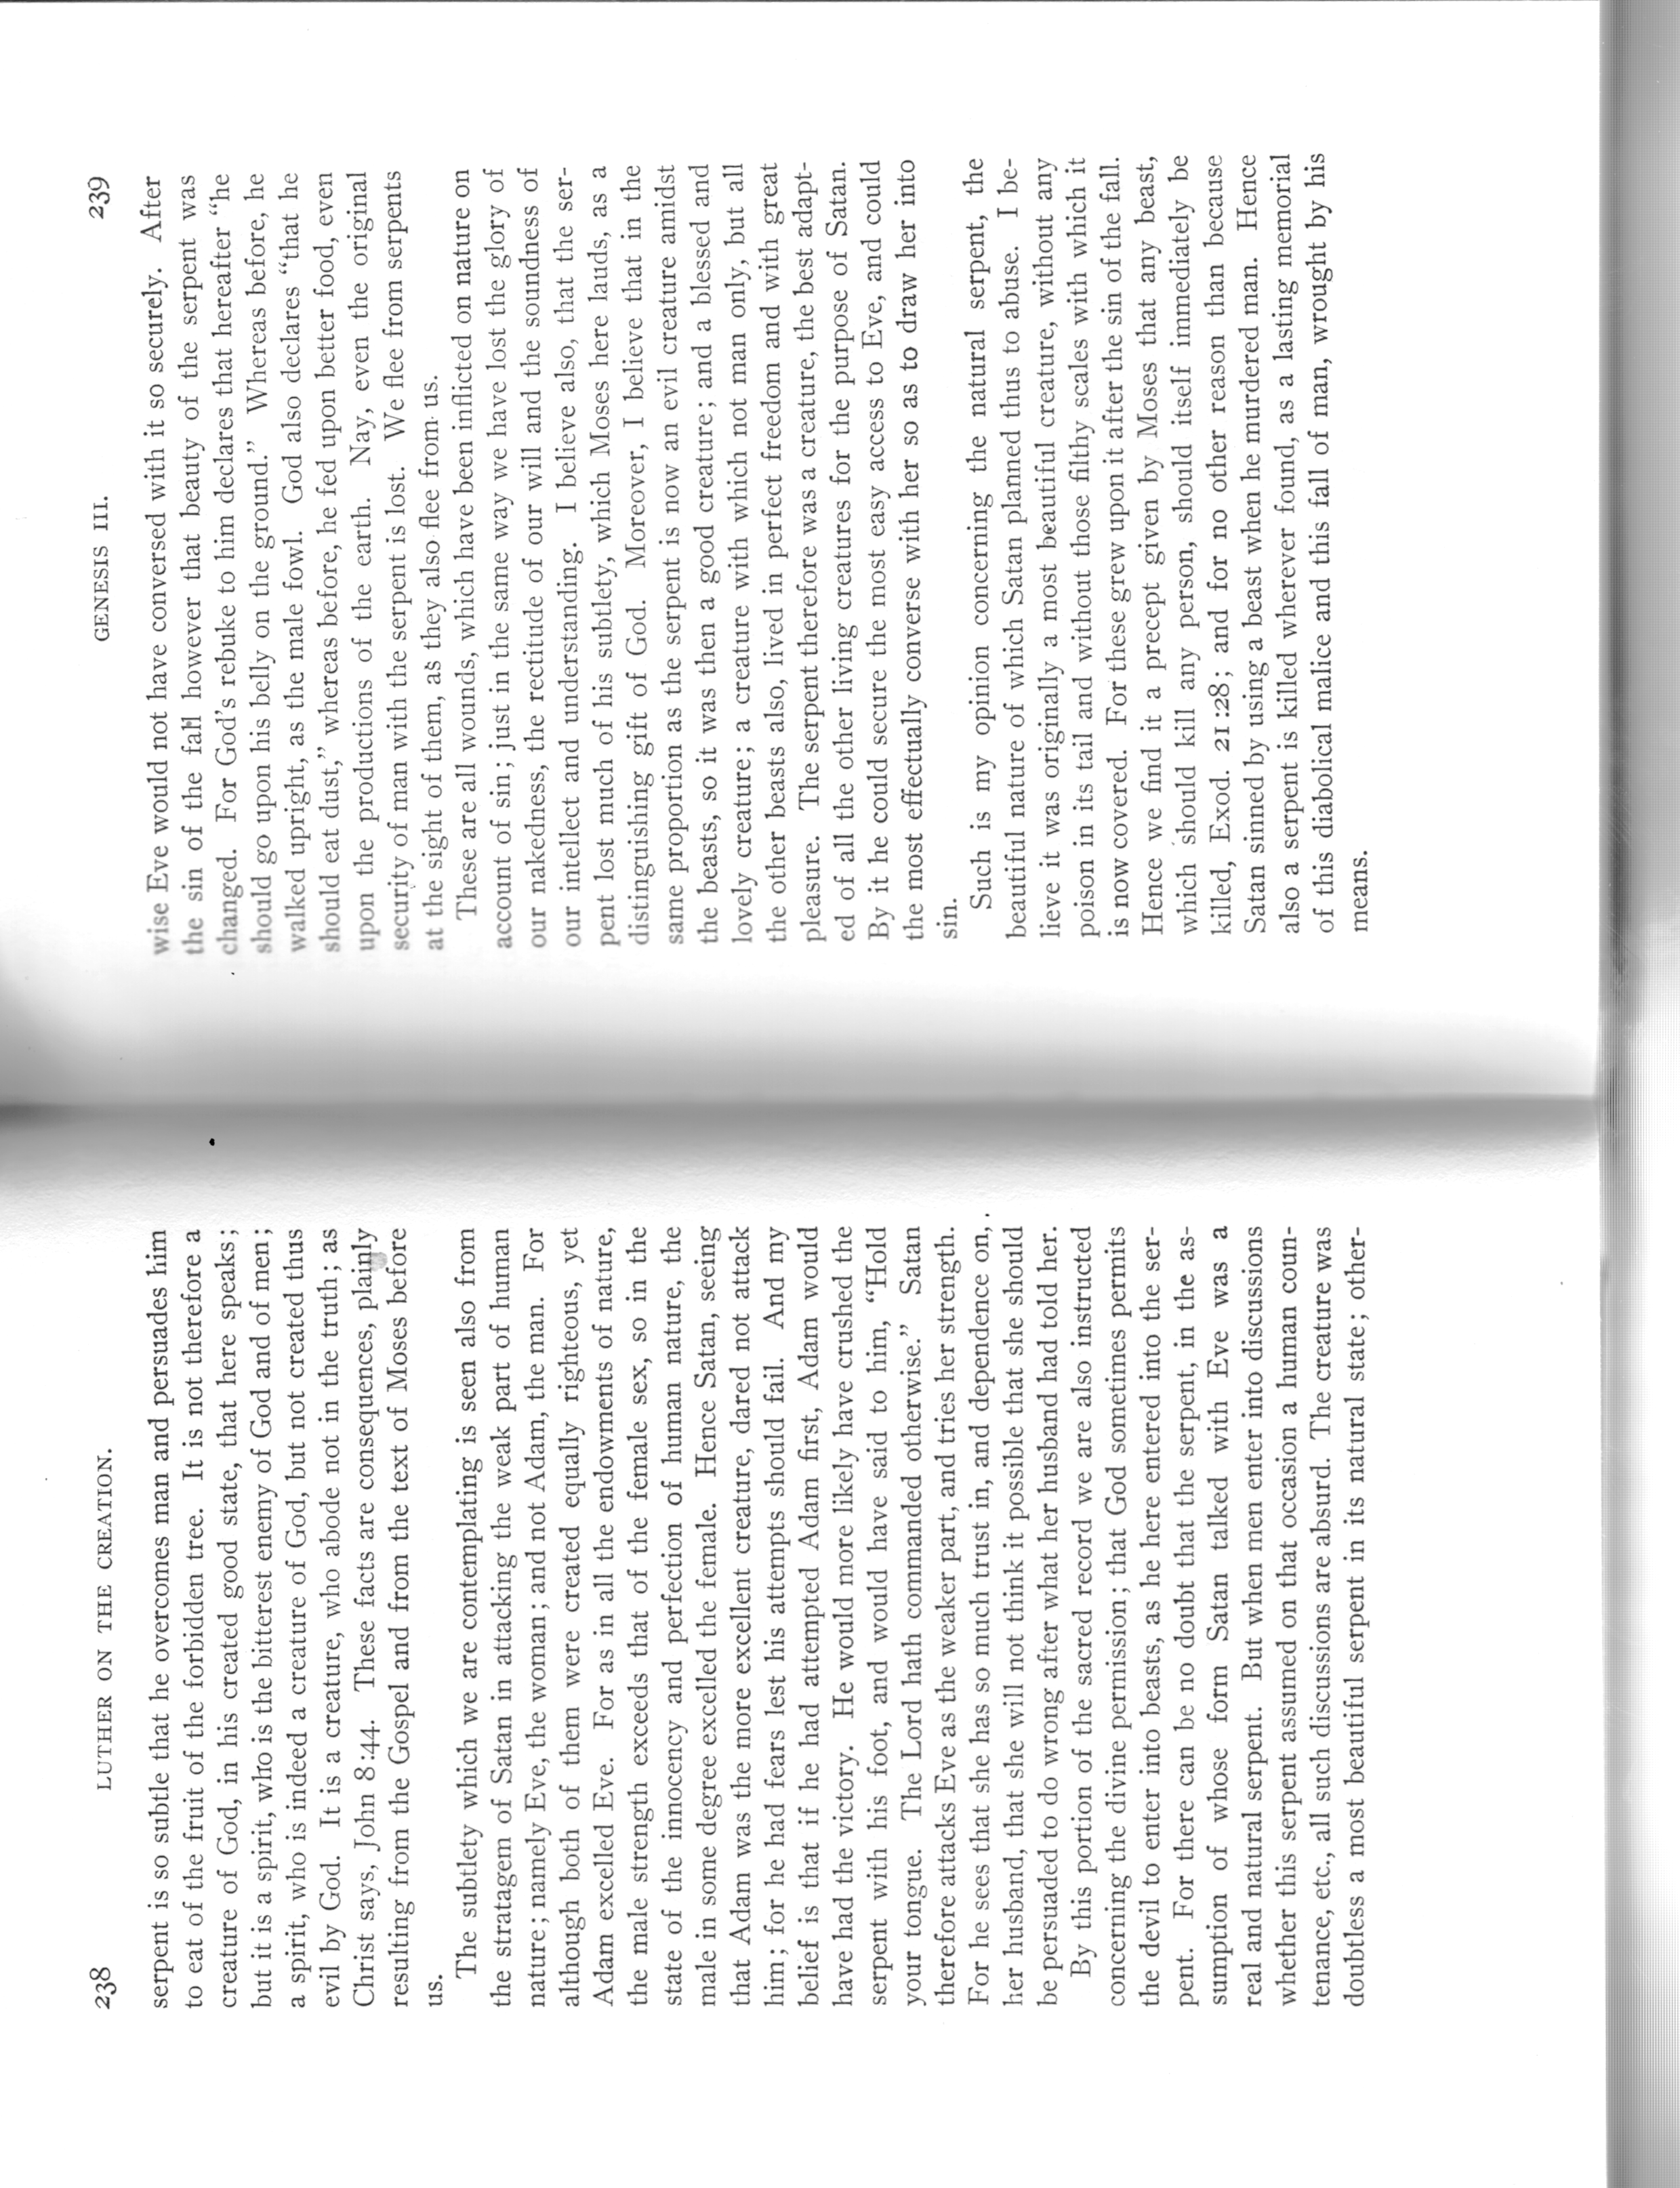 238 LUTHER ON THE CREATION.
serpent is so subtle that he overcomes man and persuades him
to eat of the fruit of the forbidden tree. It is not therefore a
creature of God, in his created good state, that here speaks;
but it is a spirit, who is the bitterest enemy of God and of men;
a spirit, who is indeed a creature of God, but not created thus
evil by God. It is a creature, who abode not in the truth; as
Christ says, John 8:44. These facts are consequences, plainly
resulting from the Gospel and from the text of Moses before
us.
The subtlety which we are contemplating is seen also from
the stratagem of Satan in attacking the weak part of human
nature; namely Eve, the woman; and not Adam, the man. For
although both of them were created equally righteous, yet
Adam excelled Eve. For as in all the endowments of nature,
the male strength exceeds that of the female sex, so in the
state of the innocency and perfection of human nature, the
male in some degree excelled the female. Hence Satan, seeing
that Adam was the more excellent creature, dared not attack
him; for he had fears lest his attempts should fail. And my
belief is that if he had attempted Adam first, Adam would
have had the victory. He would more likely have crushed the
serpent with his foot, and would have said to him, “Hold
your tongue. The Lord hath commanded otherwise.” Satan
therefore attacks Eve as the weaker part, and tries her strength.
For he sees that she has so much trust in, and dependence on,
her husband, that she will not think it possible that she should
be persuaded to do wrong after what her husband had told her.
By this portion of the sacred record we are also instructed
concerning the divine permission; that God sometimes permits
the devil to enter into beasts, as he here entered into the ser-
pent. For there can be no doubt that the serpent, in the as-
sumption of whose form Satan talked with Eve was a
real and natural serpent. But when men enter into discussions
whether this serpent assumed on that occasion a human coun-
tenance, etc., all such discussions are absurd. The creature was
doubtless a most beautiful serpent in its natural state; other-
GENESIS III. 239
wise Eve would not have conversed with it so securely. After
the sin of the fall however that beauty of the serpent was
changed. For God’s rebuke to him declares that hereafter “he
should go upon his belly on the ground.” Whereas before, he
walked upright, as the male fowl. God also declares “that he
should eat dust,” whereas before, he fed upon better food, even
upon the productions of the earth. Nay, even the original
security of man with the serpent is lost. We flee from serpents
at the sight of them, as they also flee from us.
These are all wounds, which have been inflicted on nature on
account of sin; just in the same way we have lost the glory of
our nakedness, the rectitude of our will and the soundness of
our intellect and understanding. I believe also, that the ser-
pent lost much of his subtlety, which Moses here lauds, as a
distinguishing gift of God. Moreover, I believe that in the
same proportion as the serpent is now an evil creature amidst
the beasts, so it was then a good creature; and a blessed and
lovely creature; a creature with which not man only, but all
the other beasts also, lived in perfect freedom and with great
pleasure. The serpent therefore was a creature, the best adapt-
ed of all the other living creatures for the purpose of Satan.
By it he could secure the most easy access to Eve, and could
the most effectually converse with her so as to draw her into
sin.
Such is my opinion concerning the natural serpent, the
beautiful nature of which Satan planned thus to abuse. I be-
lieve it was originally a most beautiful creature, without any
poison in its tail and without those filthy scales with which it
is now covered. For these grew upon it after the sin of the fall.
Hence we find it a precept given by Moses that any beast,
which should kill any person, should itself immediately be
killed, Exod. 21:28; and for no other reason than because
Satan sinned by using a beast when he murdered man. Hence
also a serpent is killed wherever found, as a lasting memorial
of this diabolical malice and this fall of man, wrought by his
means.